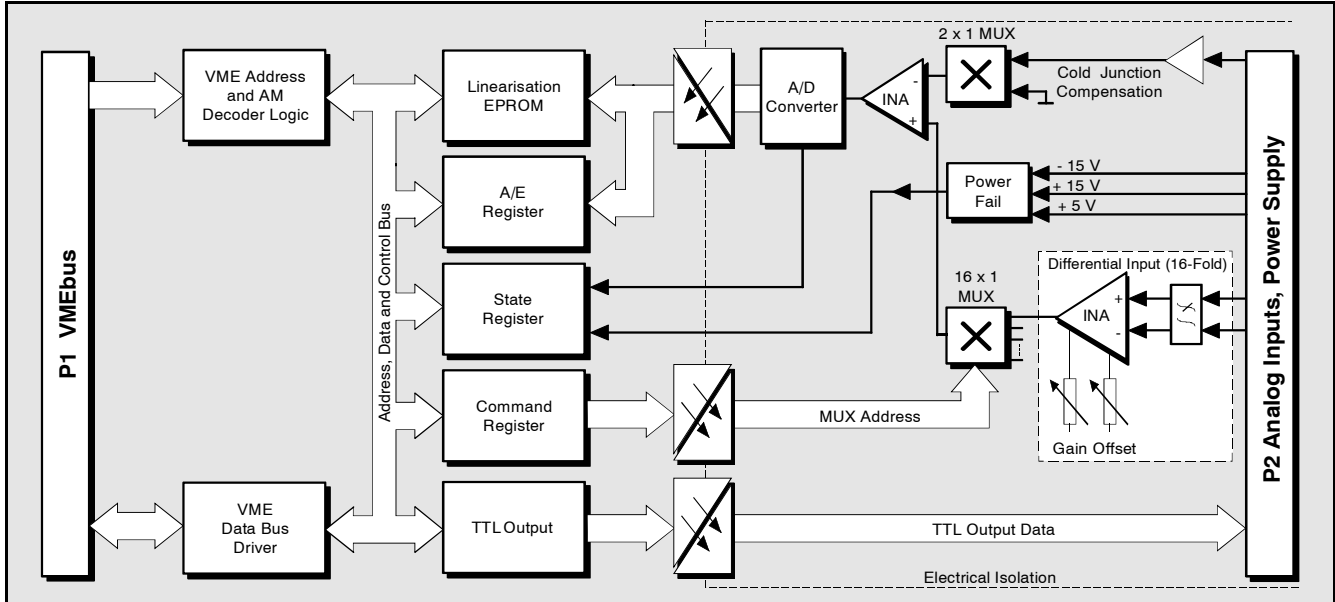 P1 VMEbus
VME Address
and AM
Decoder Logic
VME
Data Bus
Driver
Address, Data and Control Bus
Linearisation
EPROM
A/E
Register
State
Register
Command
Register
TTL Output
A/D
Converter
INA
-
+
2 x 1 MUX
Cold Junction
Compensation
Power
Fail
- 15 V
+ 15 V
+ 5 V
16 x 1
MUX
Differential Input (16-Fold)
INA
+
-
Gain Offset
MUX Address
TTL Output Data
Electrical Isolation
P2 Analog Inputs, Power Supply